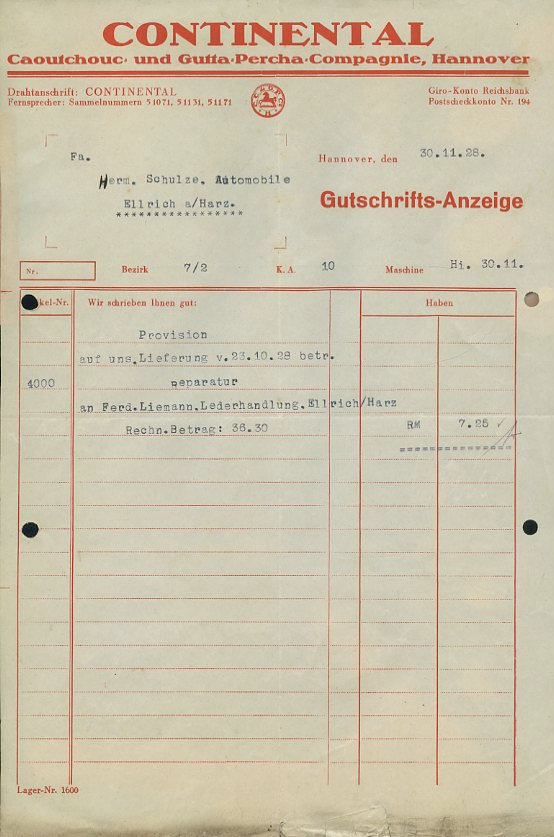 CONTINENTAL
Caoutchouc- und Gutta-Percha-Compagnie, Hannover
Drahtanschrift: CONTINENTAL
Fernsprecher: Sammelnummern 51071, 51131, 51171
Giro-Konto Reichsbank
Postscheckkonto Nr. 194
Fa.
Herm. Schulze, Automobile
Ellrich a/Harz.
*****************
Hannover, den 30.11.28.
Gutschrifts-Anzeige
Nr. Bezirk 7/2 K. A. 10 Maschine Hi. 30.11.
kel-Nr. Wir schrieben Ihnen gut: Haben
Provision
auf uns.Lieferung v.23.10.28 betr.
4000 Reparatur
an Ferd.Liemann.Lederhandlung.Ellrich/Harz
Rechn.Betrag: 36.30 RM 7.25
Lager-Nr. 1600